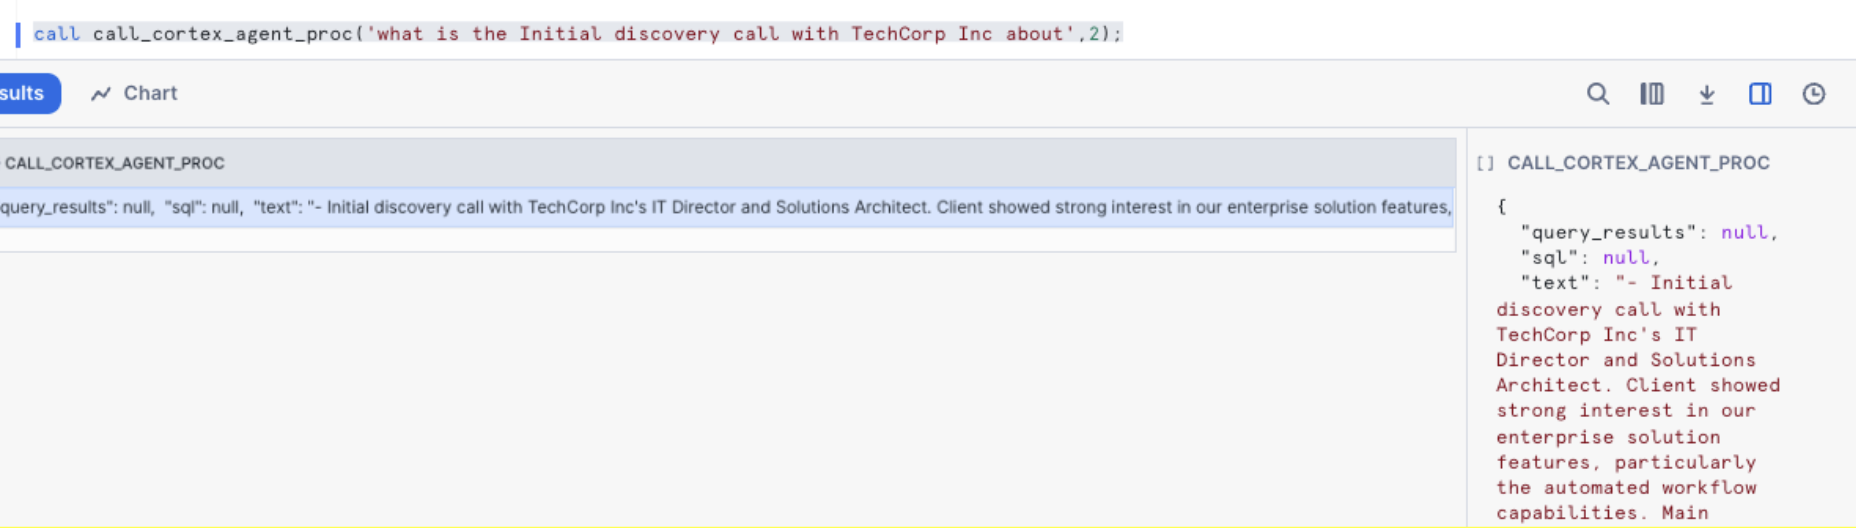 call call_cortex_agent_proc('what is the Initial discovery call with TechCorp Inc about',2);
sults
Chart
CALL_CORTEX_AGENT_PROC
query_results": null, "sql": null, "text": "- Initial discovery call with TechCorp Inc's IT Director and Solutions Architect. Client showed strong interest in our enterprise solution features,
[] CALL_CORTEX_AGENT_PROC
{
"query_results": null,
"sql": null,
"text": "- Initial
discovery call with
TechCorp Inc's IT
Director and Solutions
Architect. Client showed
strong interest in our
enterprise solution
features, particularly
the automated workflow
capabilities. Main